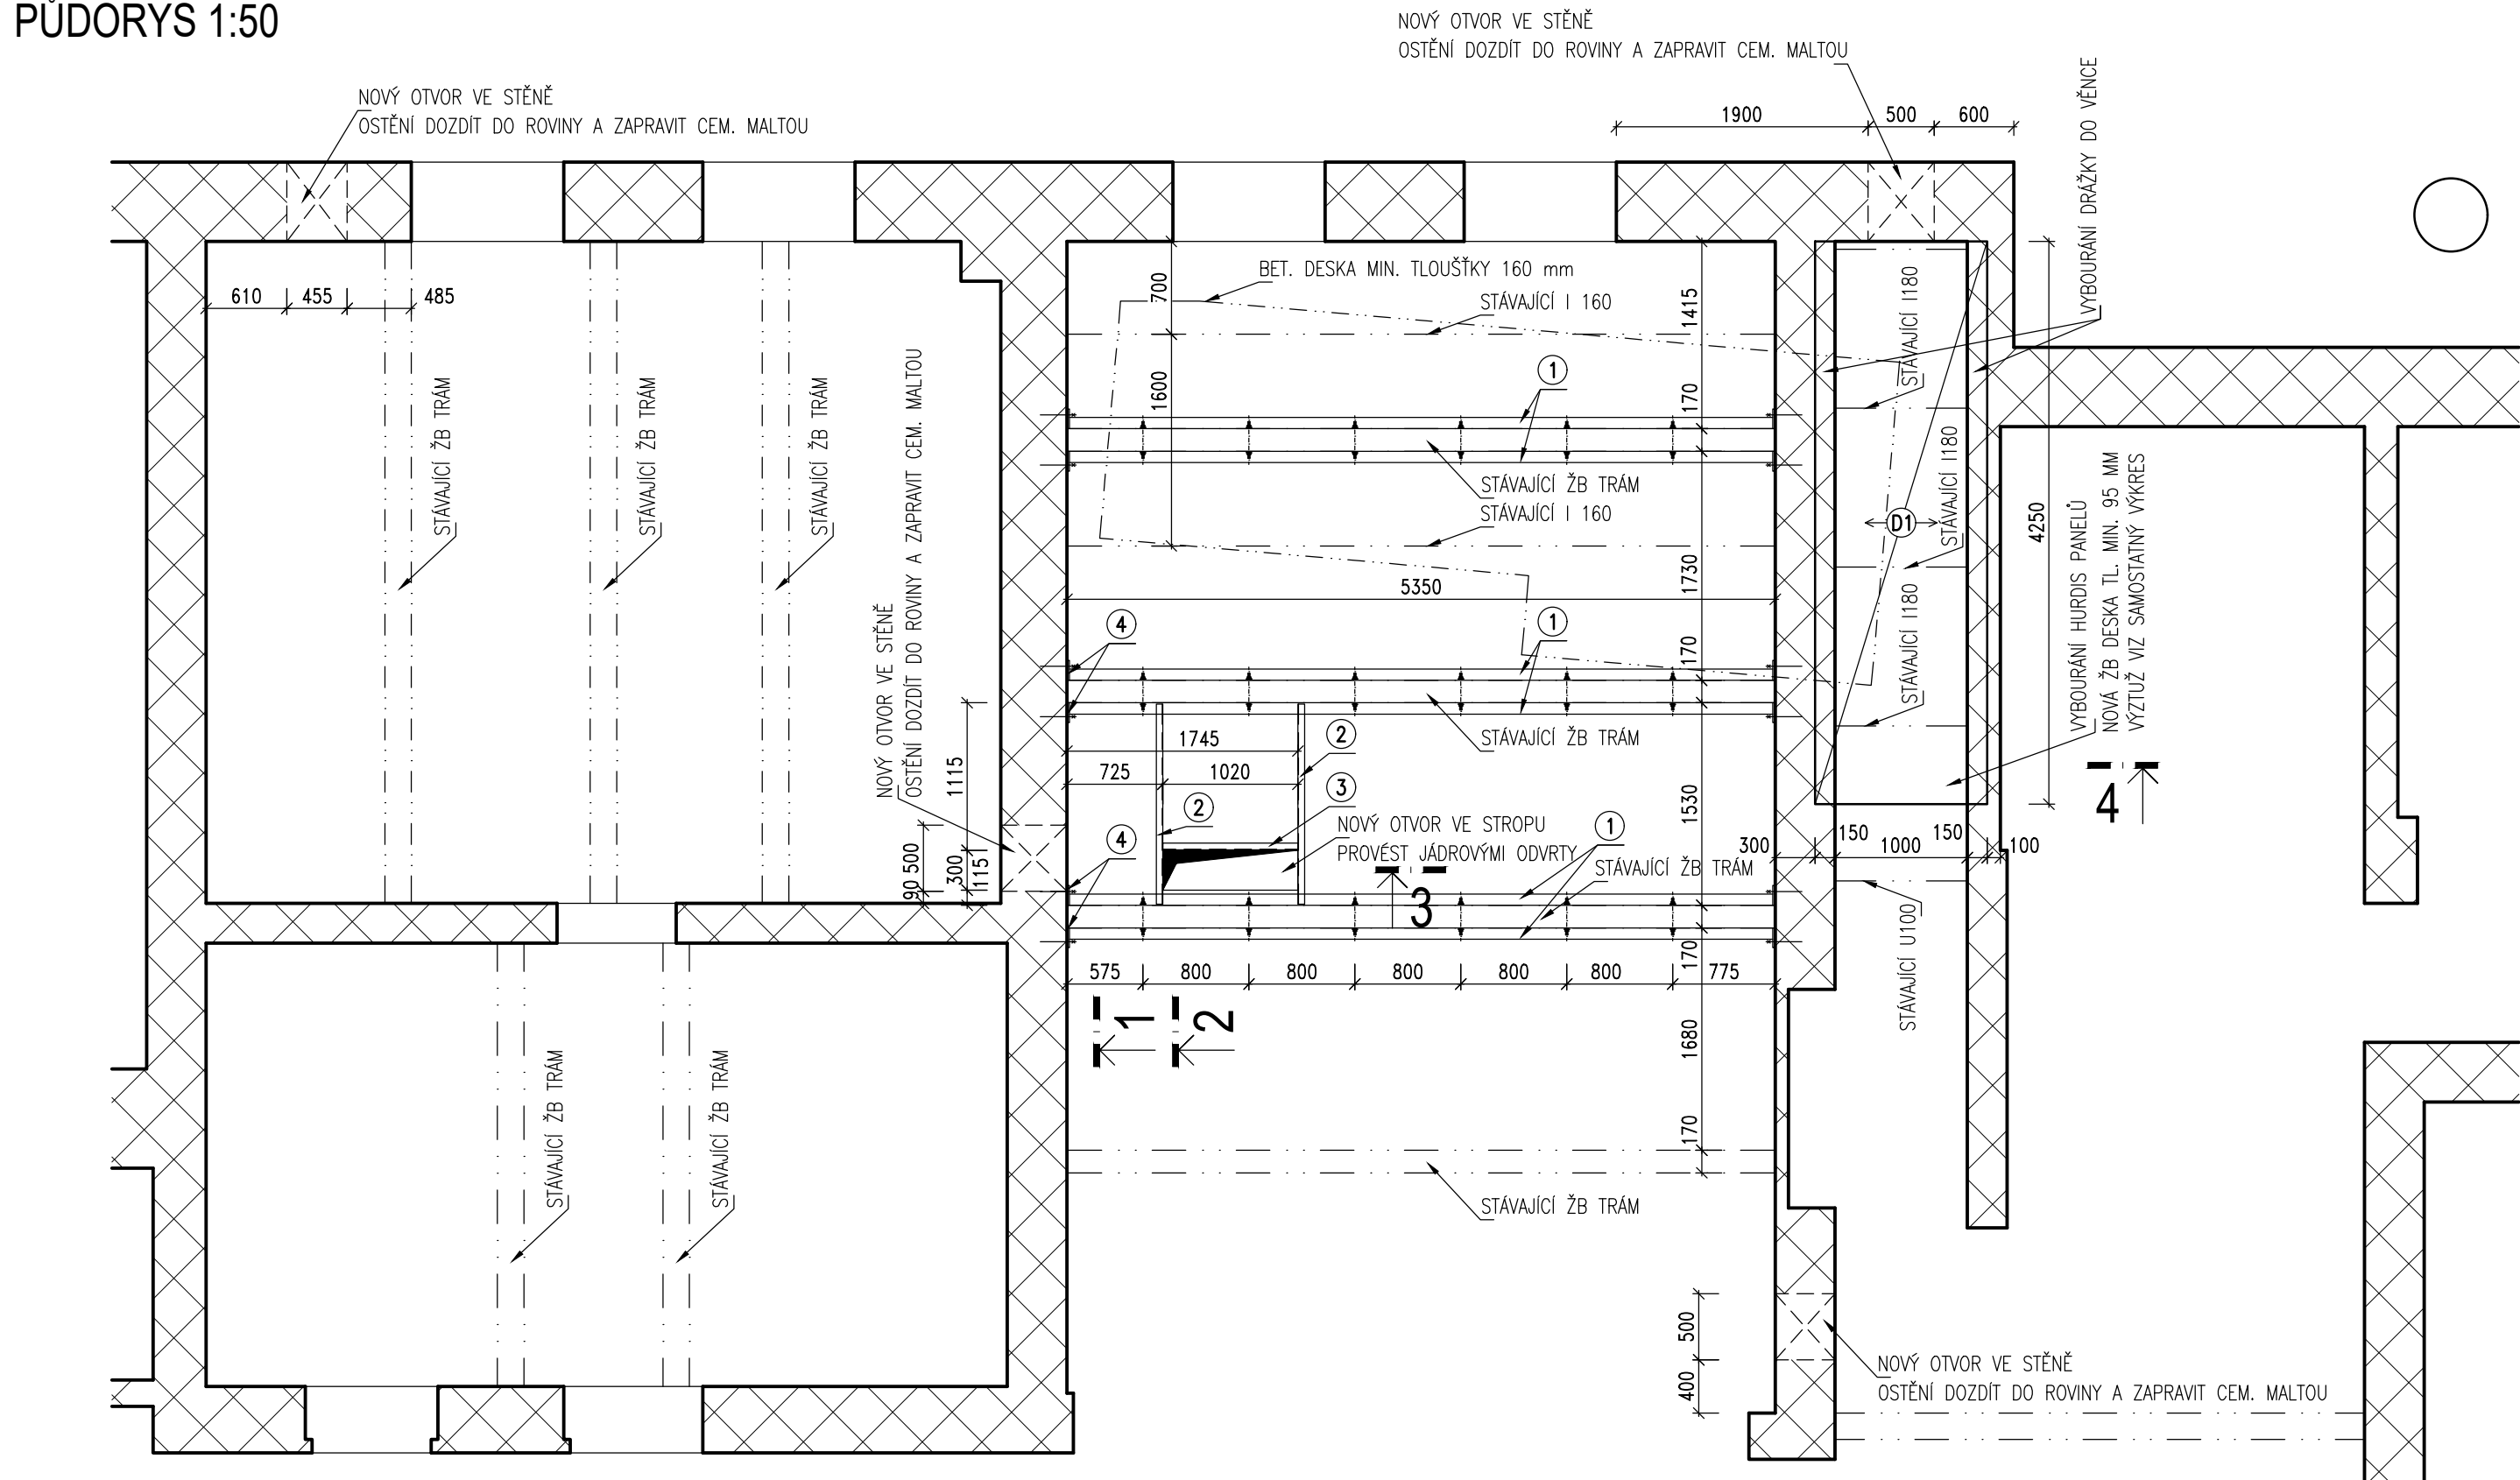 PŮDORYS 1:50
NOVÝ OTVOR VE STĚNĚ
OSTĚNÍ DOZDÍT DO ROVINY A ZAPRAVIT CEM. MALTOU
NOVÝ OTVOR VE STĚNĚ
OSTĚNÍ DOZDÍT DO ROVINY A ZAPRAVIT CEM. MALTOU
1900
500
600
VYBOURÁNÍ DRÁŽKY DO VĚNCE
610
455
485
STÁVAJÍCÍ ŽB TRÁM
STÁVAJÍCÍ ŽB TRÁM
STÁVAJÍCÍ ŽB TRÁM
NOVÝ OTVOR VE STĚNĚ
OSTĚNÍ DOZDÍT DO ROVINY A ZAPRAVIT CEM. MALTOU
700
1600
BET. DESKA MIN. TLOUŠŤKY 160 mm
STÁVAJÍCÍ I 160
1
STÁVAJÍCÍ ŽB TRÁM
STÁVAJÍCÍ I 160
5350
1415
170
1730
170
1530
170
1680
170
STÁVAJÍCÍ I180
STÁVAJÍCÍ I180
STÁVAJÍCÍ I180
D1
4250
VYBOURÁNÍ HURDIS PANELŮ
NOVÁ ŽB DESKA TL. MIN. 95 MM
VÝZTUŽ VIZ SAMOSTATNÝ VÝKRES
4
1
STÁVAJÍCÍ ŽB TRÁM
1745
725
1020
2
2
3
NOVÝ OTVOR VE STROPU
PROVÉST JÁDROVÝMI ODVRTY
4
1
STÁVAJÍCÍ ŽB TRÁM
1115
500
90
300
115
3
4
300
150
1000
150
100
STÁVAJÍCÍ U100
575
800
800
800
800
800
775
1
2
STÁVAJÍCÍ ŽB TRÁM
STÁVAJÍCÍ ŽB TRÁM
STÁVAJÍCÍ ŽB TRÁM
500
400
NOVÝ OTVOR VE STĚNĚ
OSTĚNÍ DOZDÍT DO ROVINY A ZAPRAVIT CEM. MALTOU